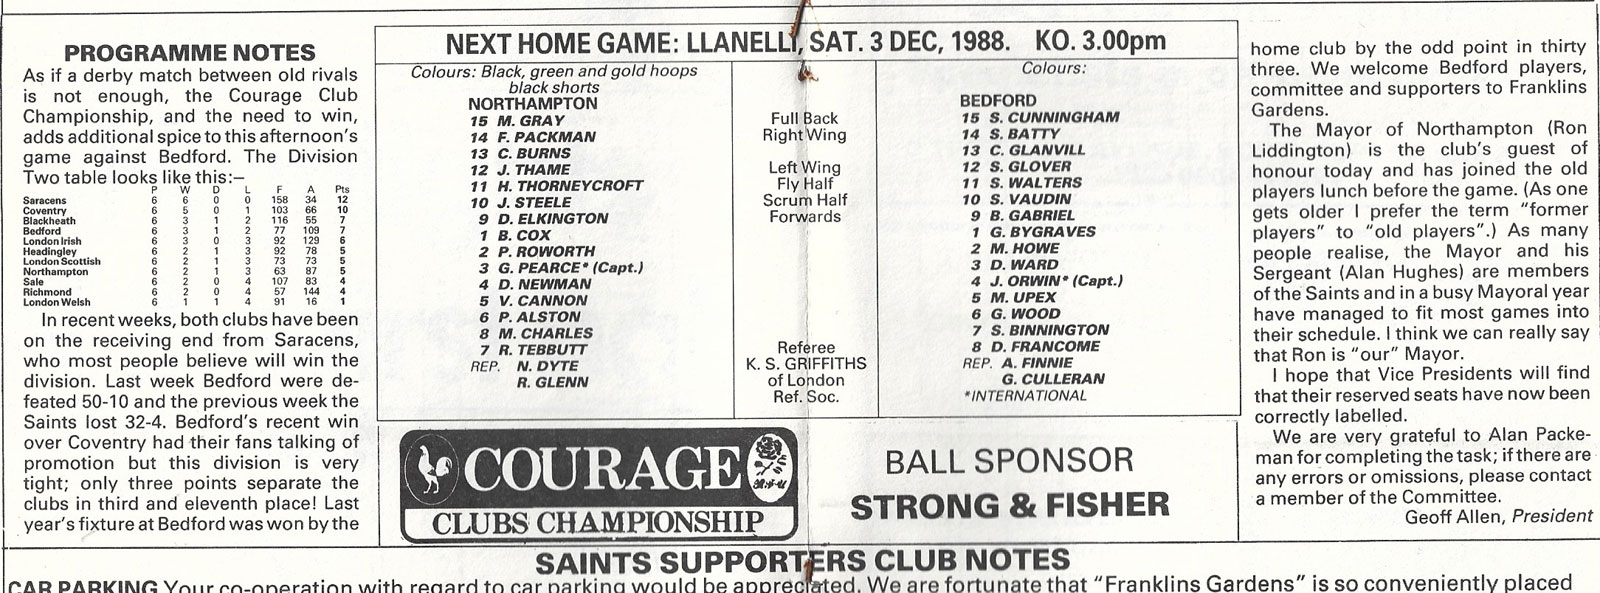 PROGRAMME NOTES
As if a derby match between old rivals
is not enough, the Courage Club
Championship, and the need to win,
adds additional spice to this afternoon's
game against Bedford. The Division
Two table looks like this:–
P W D L F A Pts
Saracens 6 6 0 0 158 34 12
Coventry 6 5 0 1 103 66 10
Blackheath 6 3 1 2 116 55 7
Bedford 6 3 1 2 77 109 7
London Irish 6 3 0 3 92 129 6
Headingley 6 2 1 3 92 78 5
London Scottish 6 2 1 3 73 73 5
Northampton 6 2 1 3 63 87 5
Sale 6 2 0 4 107 83 4
Richmond 6 2 0 4 57 144 4
London Welsh 6 1 1 4 91 16 1
In recent weeks, both clubs have been
on the receiving end from Saracens,
who most people believe will win the
division. Last week Bedford were de-
feated 50-10 and the previous week the
Saints lost 32-4. Bedford's recent win
over Coventry had their fans talking of
promotion but this division is very
tight; only three points separate the
clubs in third and eleventh place! Last
year's fixture at Bedford was won by the
NEXT HOME GAME: LLANELLI, SAT. 3 DEC, 1988. KO. 3.00pm
Colours: Black, green and gold hoops
black shorts
NORTHAMPTON
15 M. GRAY
14 F. PACKMAN
13 C. BURNS
12 J. THAME
11 H. THORNEYCROFT
10 J. STEELE
9 D. ELKINGTON
1 B. COX
2 P. ROWORTH
3 G. PEARCE* (Capt.)
4 D. NEWMAN
5 V. CANNON
6 P. ALSTON
8 M. CHARLES
7 R. TEBBUTT
REP. N. DYTE
R. GLENN
Full Back
Right Wing
Left Wing
Fly Half
Scrum Half
Forwards
Referee
K. S. GRIFFITHS
of London
Ref. Soc.
Colours:
BEDFORD
15 S. CUNNINGHAM
14 S. BATTY
13 C. GLANVILL
12 S. GLOVER
11 S. WALTERS
10 S. VAUDIN
9 B. GABRIEL
1 G. BYGRAVES
2 M. HOWE
3 D. WARD
4 J. ORWIN* (Capt.)
5 M. UPEX
6 G. WOOD
7 S. BINNINGTON
8 D. FRANCOME
REP. A. FINNIE
G. CULLERAN
*INTERNATIONAL
COURAGE
CLUBS CHAMPIONSHIP
BALL SPONSOR
STRONG & FISHER
home club by the odd point in thirty
three. We welcome Bedford players,
committee and supporters to Franklins
Gardens.
The Mayor of Northampton (Ron
Liddington) is the club's guest of
honour today and has joined the old
players lunch before the game. (As one
gets older I prefer the term "former
players" to "old players".) As many
people realise, the Mayor and his
Sergeant (Alan Hughes) are members
of the Saints and in a busy Mayoral year
have managed to fit most games into
their schedule. I think we can really say
that Ron is "our" Mayor.
I hope that Vice Presidents will find
that their reserved seats have now been
correctly labelled.
We are very grateful to Alan Packe-
man for completing the task; if there are
any errors or omissions, please contact
a member of the Committee.
Geoff Allen, President
SAINTS SUPPORTERS CLUB NOTES
CAR PARKING Your co-operation with regard to car parking would be appreciated. We are fortunate that "Franklins Gardens" is so conveniently placed